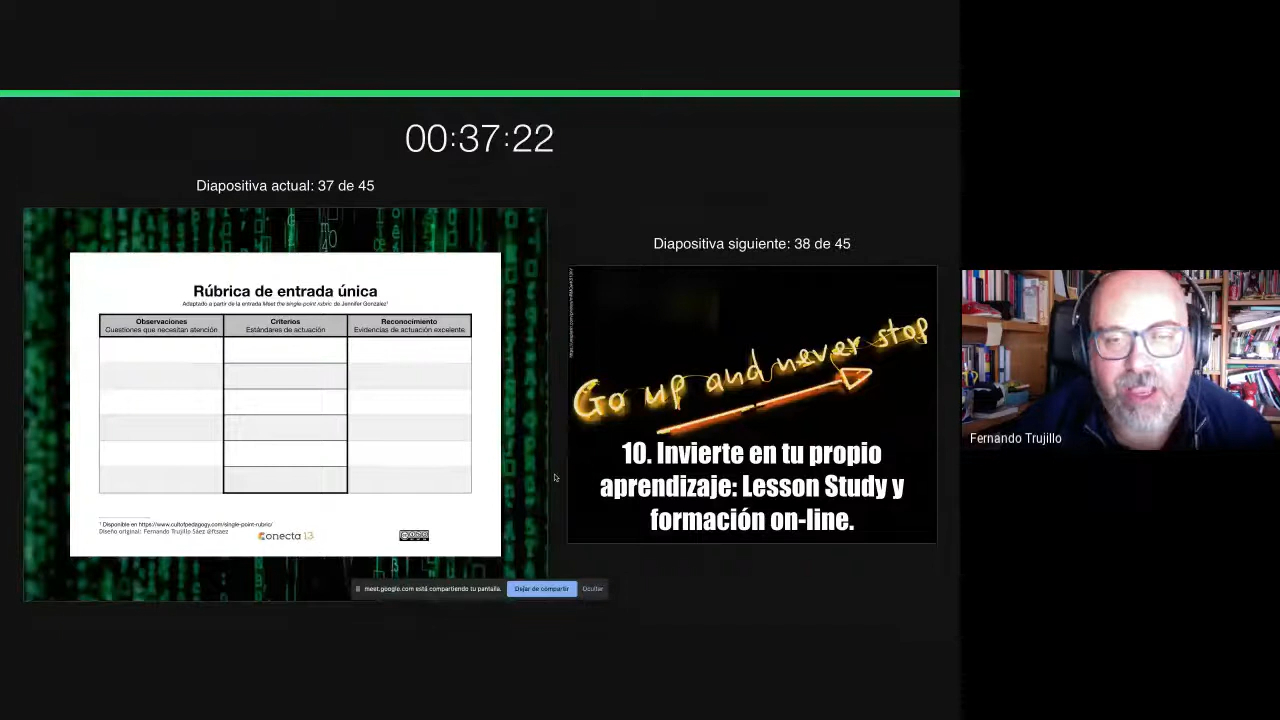 00:37:22
Diapositiva actual: 37 de 45
Rúbrica de entrada única
Adaptado a partir de la entrada Meet the single-point rubric de Jennifer González¹
Observaciones
Cuestiones que necesitan atención
Criterios
Estándares de actuación
Reconocimiento
Evidencias de actuación excelente
¹ Disponible en https://www.cultofpedagogy.com/single-point-rubric/
Diseño original: Fernando Trujillo Sáez @ftsaez
Conecta 13
Diapositiva siguiente: 38 de 45
Go up and never stop
10. Invierte en tu propio
aprendizaje: Lesson Study y
formación on-line.
meet.google.com está compartiendo tu pantalla.
Dejar de compartir
Ocultar
Fernando Trujillo